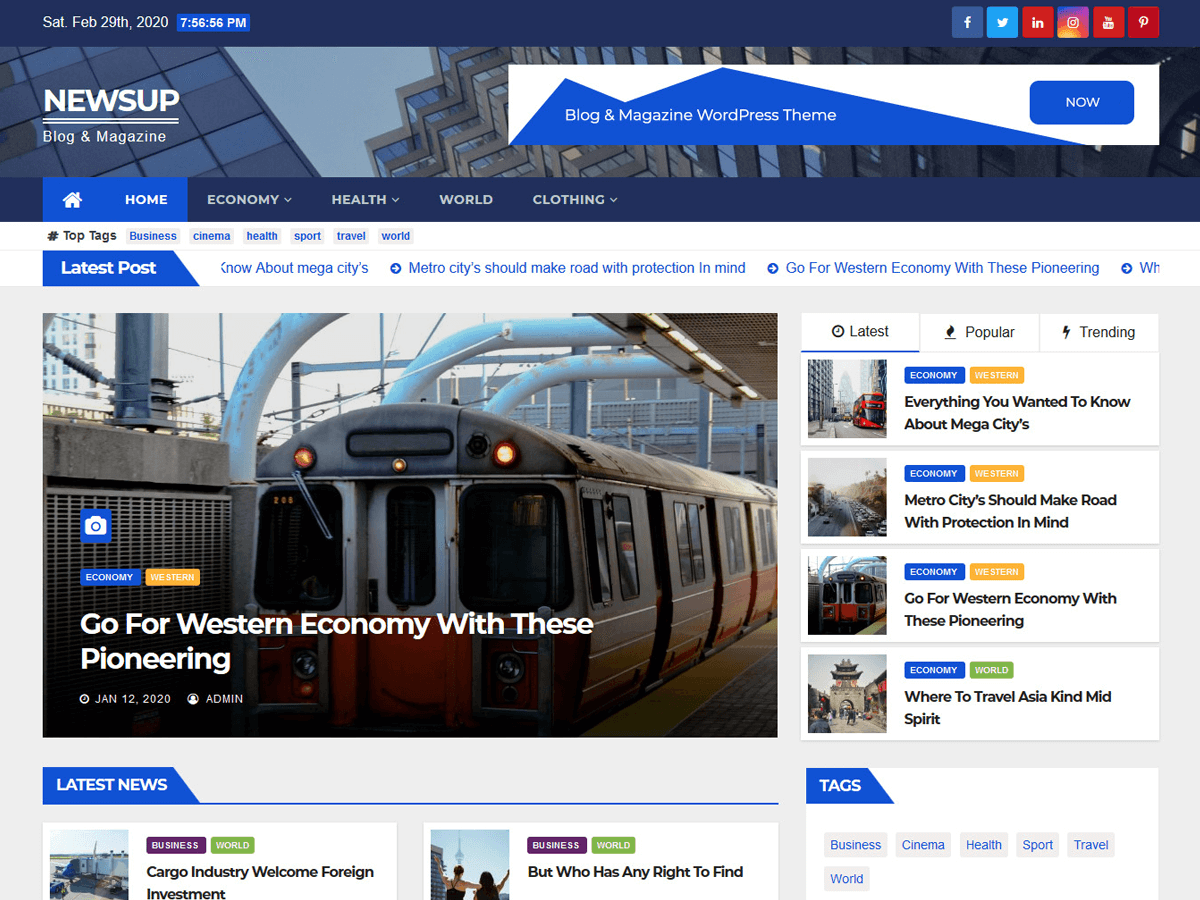 Sat. Feb 29th, 2020 7:56:56 PM
NEWSUP
Blog & Magazine
Blog & Magazine WordPress Theme
NOW
HOME ECONOMY HEALTH WORLD CLOTHING
# Top Tags Business cinema health sport travel world
Latest Post
Know About mega city's Metro city's should make road with protection In mind Go For Western Economy With These Pioneering Wh
208
ECONOMY WESTERN
Go For Western Economy With These
Pioneering
JAN 12, 2020 ADMIN
Latest Popular Trending
ECONOMY WESTERN
Everything You Wanted To Know
About Mega City's
ECONOMY WESTERN
Metro City's Should Make Road
With Protection In Mind
ECONOMY WESTERN
Go For Western Economy With
These Pioneering
ECONOMY WORLD
Where To Travel Asia Kind Mid
Spirit
LATEST NEWS
BUSINESS WORLD
Cargo Industry Welcome Foreign
Investment
BUSINESS WORLD
But Who Has Any Right To Find
TAGS
Business Cinema Health Sport Travel
World